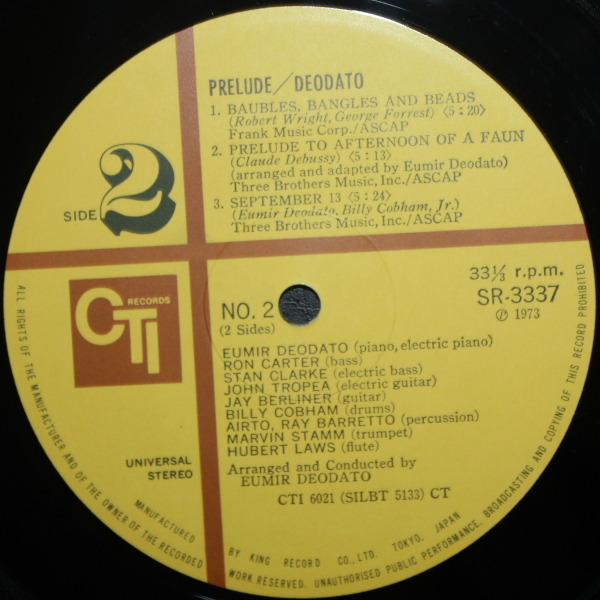 PRELUDE/DEODATO
1. BAUBLES, BANGLES AND BEADS
(Robert Wright, George Forrest) 〈5:20〉
Frank Music Corp./ASCAP
2. PRELUDE TO AFTERNOON OF A FAUN
(Claude Debussy) 〈5:13〉
(arranged and adapted by Eumir Deodato)
Three Brothers Music, Inc./ASCAP
3. SEPTEMBER 13 〈5:24〉
(Eumir Deodato, Billy Cobham, Jr.)
Three Brothers Music, Inc./ASCAP
SIDE 2
CTI RECORDS
NO. 2
(2 Sides)
33⅓ r.p.m.
SR-3337
Ⓟ 1973
EUMIR DEODATO (piano, electric piano)
RON CARTER (bass)
STAN CLARKE (electric bass)
JOHN TROPEA (electric guitar)
JAY BERLINER (guitar)
BILLY COBHAM (drums)
AIRTO, RAY BARRETTO (percussion)
MARVIN STAMM (trumpet)
HUBERT LAWS (flute)
Arranged and Conducted by
EUMIR DEODATO
CTI 6021 (SILBT 5133) CT
UNIVERSAL
STEREO
MANUFACTURED BY KING RECORD CO., LTD. TOKYO, JAPAN
ALL RIGHTS OF THE MANUFACTURER AND OF THE OWNER OF THE RECORDED WORK RESERVED. UNAUTHORISED PUBLIC PERFORMANCE, BROADCASTING AND COPYING OF THIS RECORD PROHIBITED